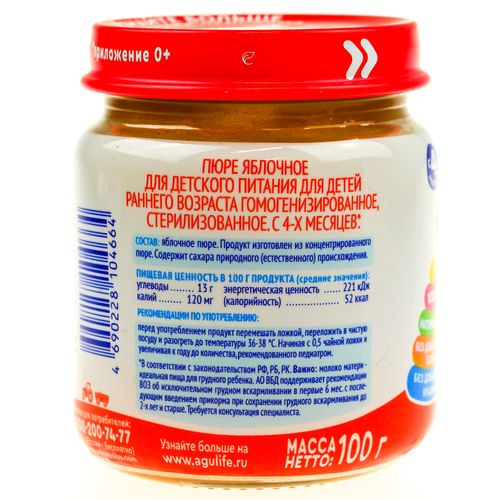 приложение 0+
ПЮРЕ ЯБЛОЧНОЕ
ДЛЯ ДЕТСКОГО ПИТАНИЯ ДЛЯ ДЕТЕЙ
РАННЕГО ВОЗРАСТА ГОМОГЕНИЗИРОВАННОЕ,
СТЕРИЛИЗОВАННОЕ. С 4-Х МЕСЯЦЕВ*.
СОСТАВ: яблочное пюре. Продукт изготовлен из концентрированного
пюре. Содержит сахара природного (естественного) происхождения.
ПИЩЕВАЯ ЦЕННОСТЬ В 100 Г ПРОДУКТА (средние значения):
углеводы 13 г энергетическая ценность 221 кДж
калий 120 мг (калорийность) 52 ккал
РЕКОМЕНДАЦИИ ПО УПОТРЕБЛЕНИЮ:
перед употреблением продукт перемешать ложкой, переложить в чистую
посуду и разогреть до температуры 36-38 °С. Начиная с 0,5 чайной ложки и
увеличивая к году до количества, рекомендованного педиатром.
*В соответствии с законодательством РФ, РБ, РК. Важно: молоко матери-
идеальная пища для грудного ребенка. АО ВБД поддерживает рекомендации
ВОЗ об исключительном грудном вскармливании в первые 6 мес. с после-
дующим введением прикорма при сохранении грудного вскармливания до
2-х лет и старше. Требуется консультация специалиста.
4 690228 104664
для потребителей:
00-200-74-77
Узнайте больше на
www.agulife.ru
МАССА
НЕТТО: 100 г